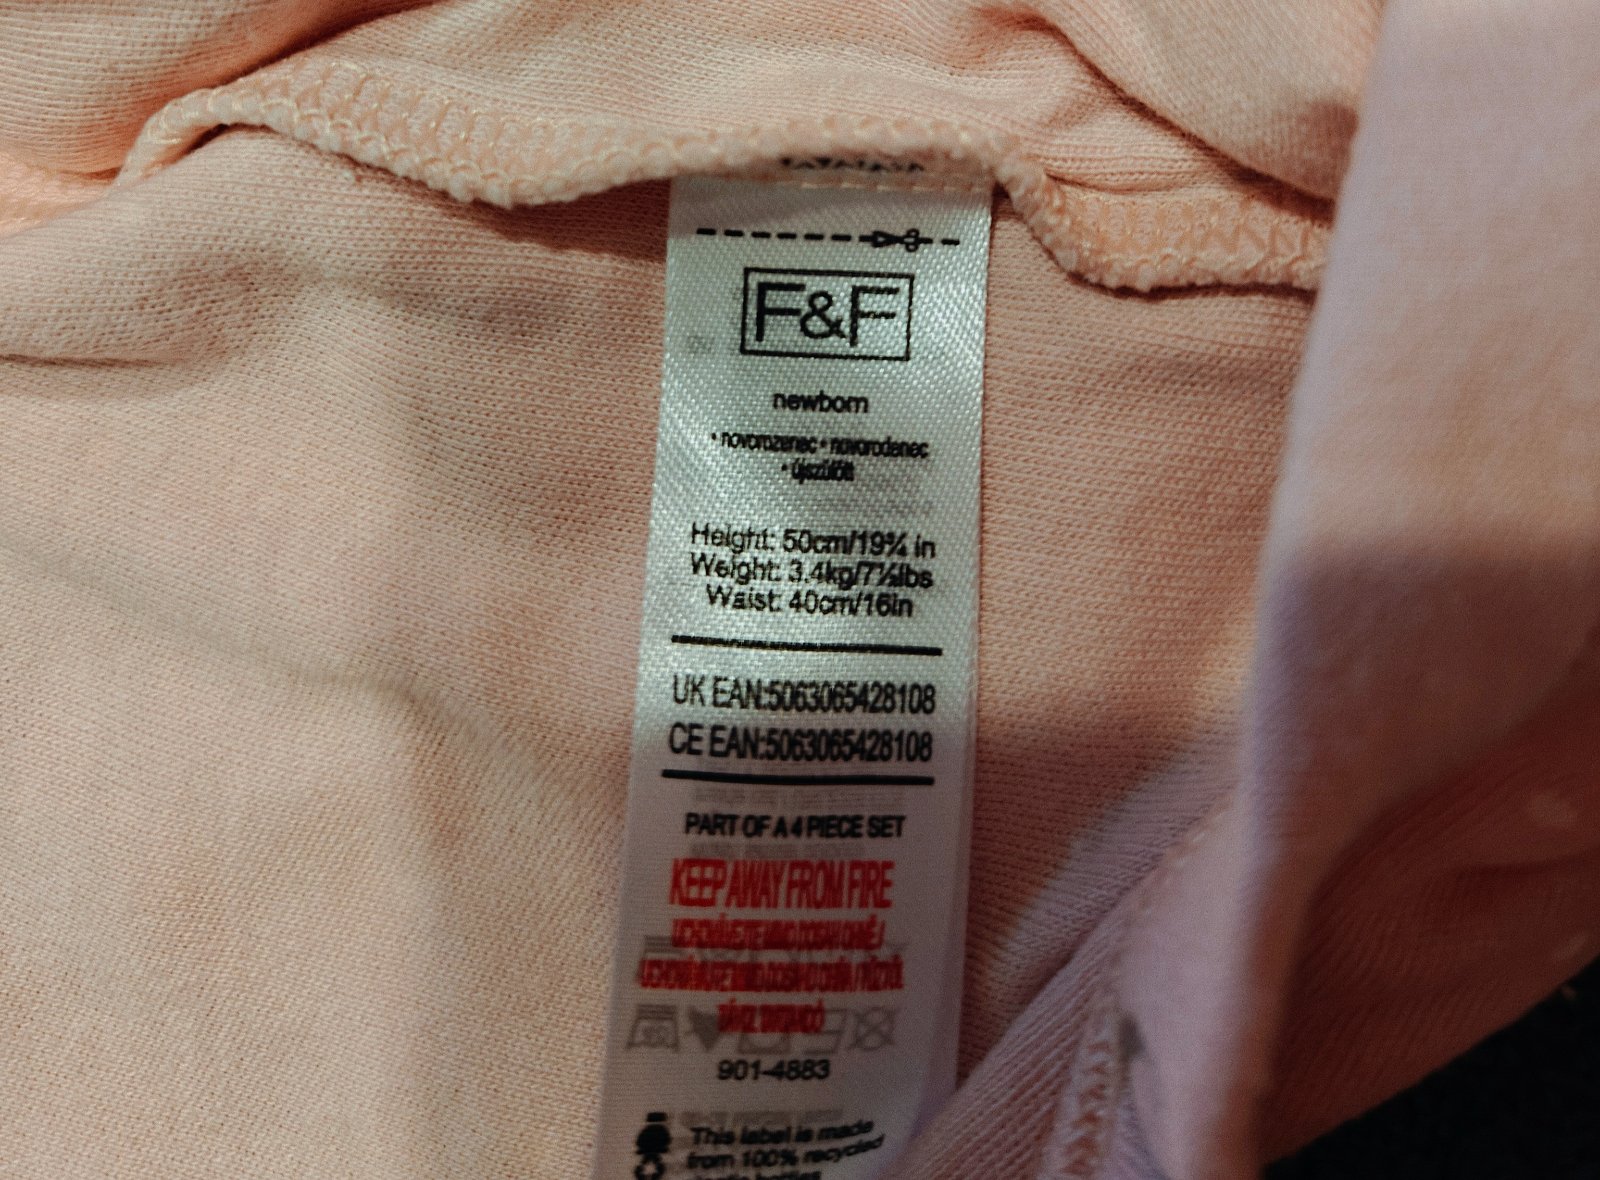 F&F
newborn
• novorozenec • novorodenec
• újszülött
Height: 50cm/19¾ in
Weight: 3.4kg/7½lbs
Waist: 40cm/16in
UK EAN:5063065428108
CE EAN:5063065428108
PART OF A 4 PIECE SET
KEEP AWAY FROM FIRE
901-4883
This label is made
from 100% recycled